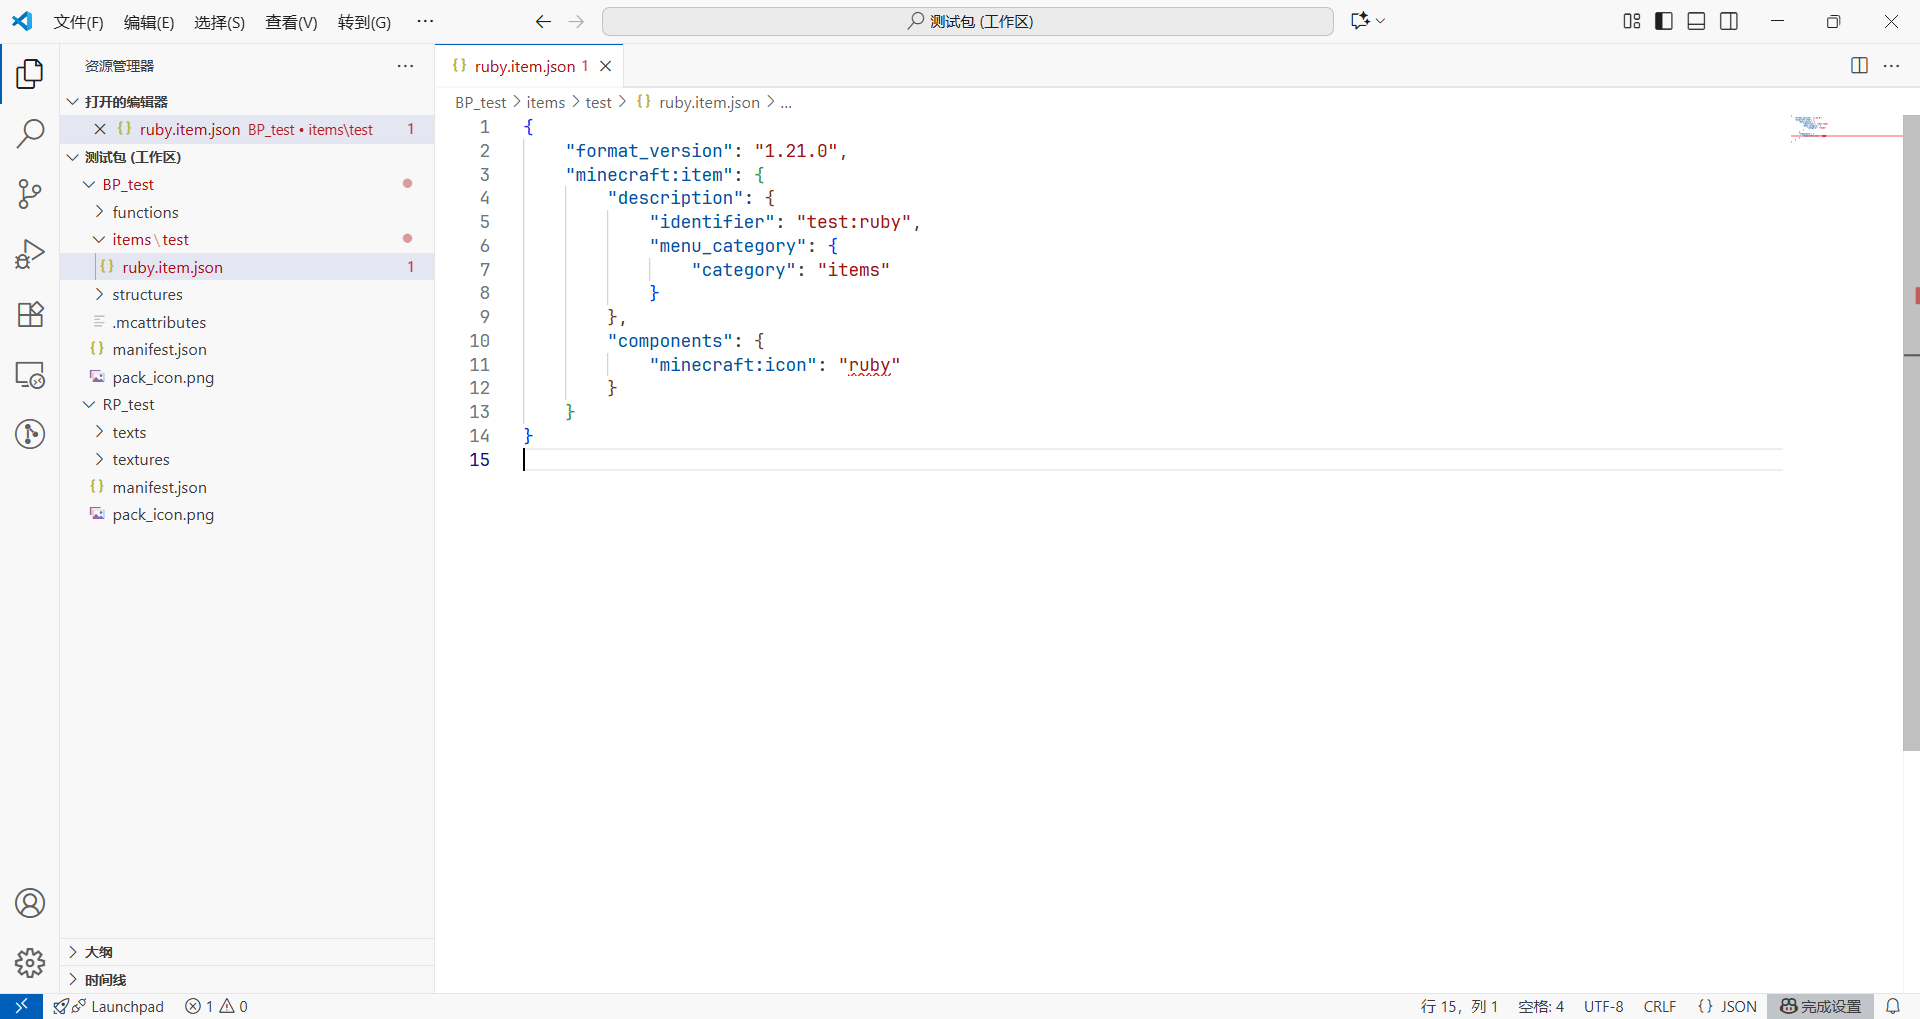 文件(F) 编辑(E) 选择(S) 查看(V) 转到(G) ··· 测试包 (工作区)
资源管理器 ···
打开的编辑器
ruby.item.json BP_test • items\test 1
测试包 (工作区)
BP_test
functions
items\test
ruby.item.json 1
structures
.mcattributes
manifest.json
pack_icon.png
RP_test
texts
textures
manifest.json
pack_icon.png
大纲
时间线
ruby.item.json 1
BP_test > items > test > {} ruby.item.json > ...
1 {
2     "format_version": "1.21.0",
3     "minecraft:item": {
4         "description": {
5             "identifier": "test:ruby",
6             "menu_category": {
7                 "category": "items"
8             }
9         },
10         "components": {
11             "minecraft:icon": "ruby"
12         }
13     }
14 }
15
Launchpad 1 0 行 15，列 1 空格: 4 UTF-8 CRLF {} JSON 完成设置